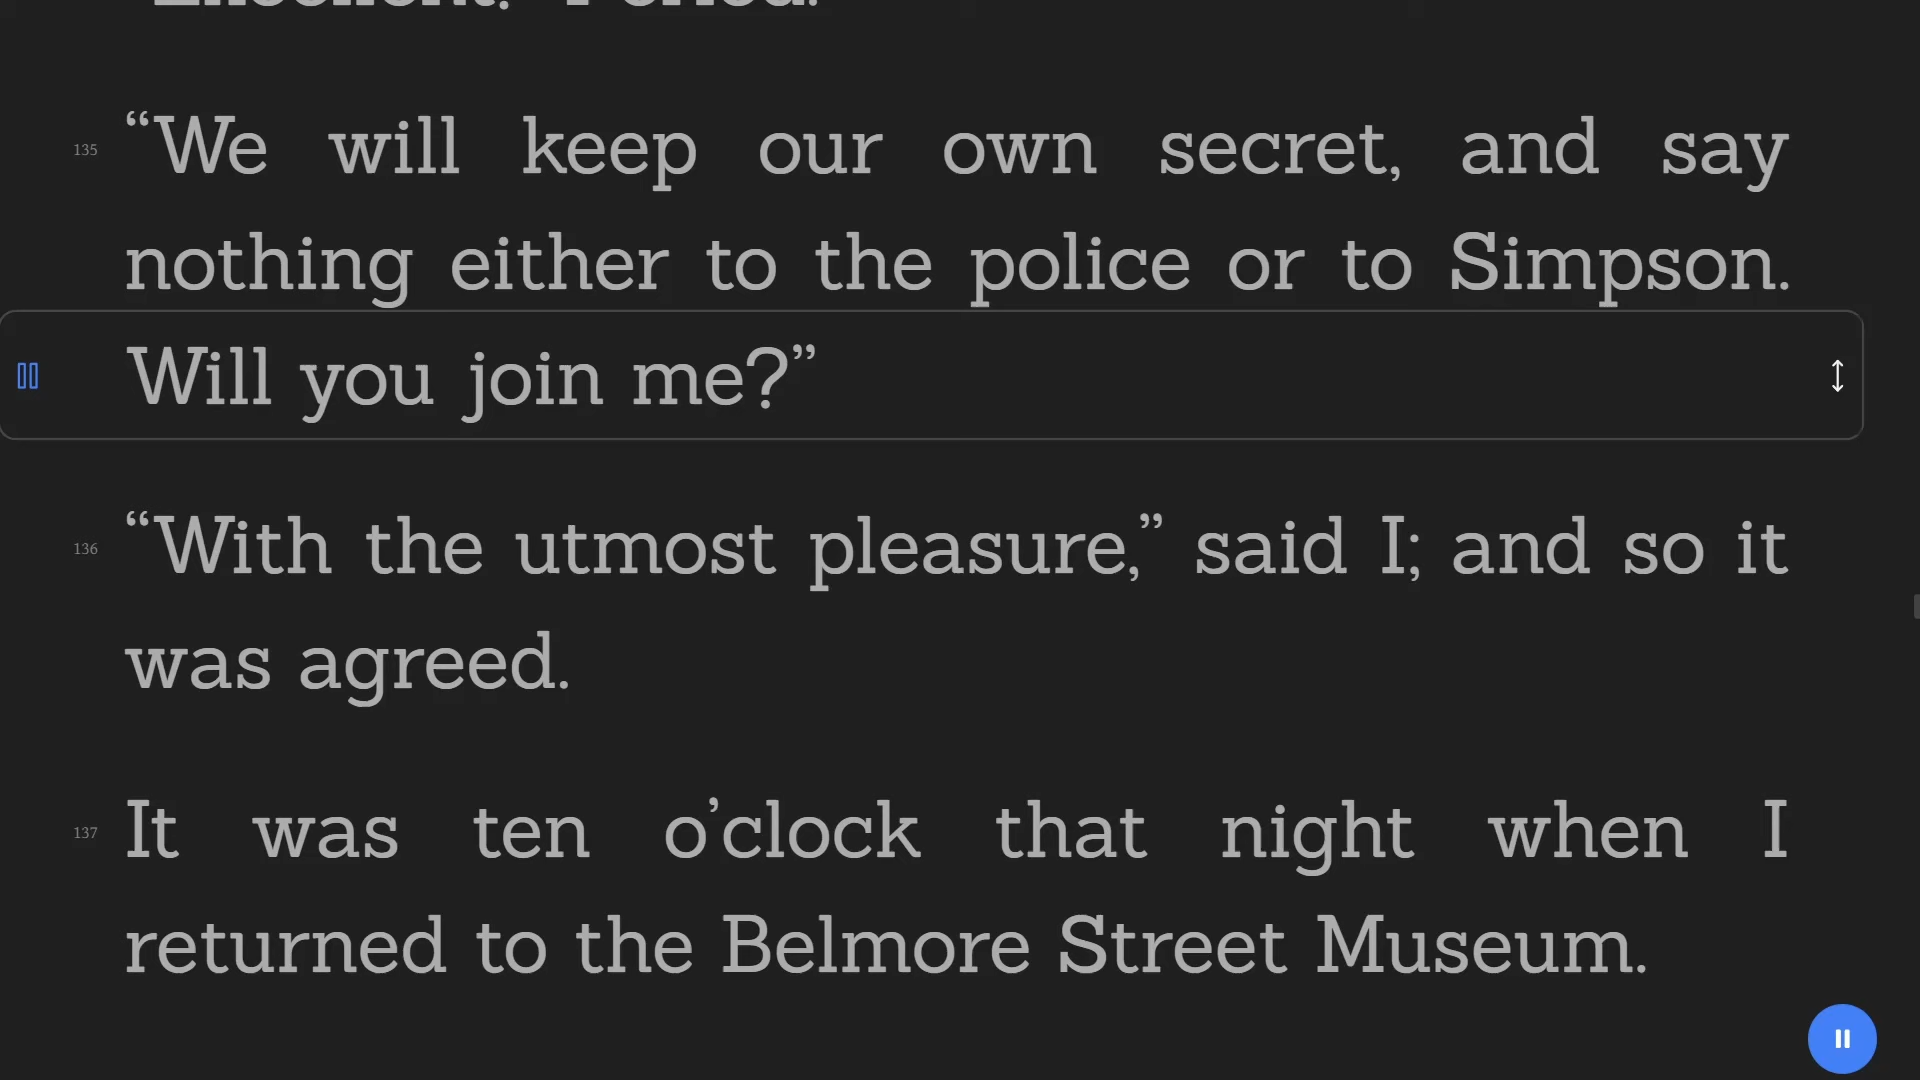 135
“We will keep our own secret, and say
nothing either to the police or to Simpson.
Will you join me?”
136
“With the utmost pleasure,” said I; and so it
was agreed.
137
It was ten o’clock that night when I
returned to the Belmore Street Museum.